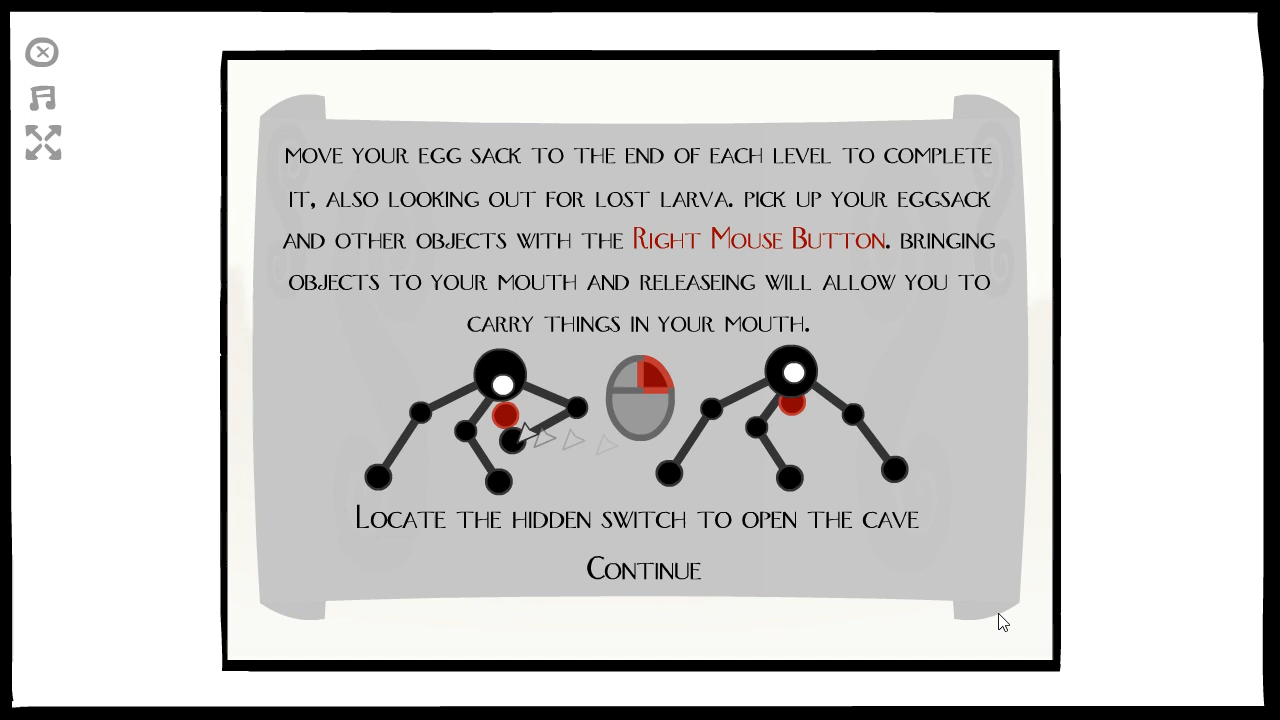 MOVE YOUR EGG SACK TO THE END OF EACH LEVEL TO COMPLETE
IT, ALSO LOOKING OUT FOR LOST LARVA. PICK UP YOUR EGGSACK
AND OTHER OBJECTS WITH THE RIGHT MOUSE BUTTON. BRINGING
OBJECTS TO YOUR MOUTH AND RELEASEING WILL ALLOW YOU TO
CARRY THINGS IN YOUR MOUTH.
LOCATE THE HIDDEN SWITCH TO OPEN THE CAVE
CONTINUE